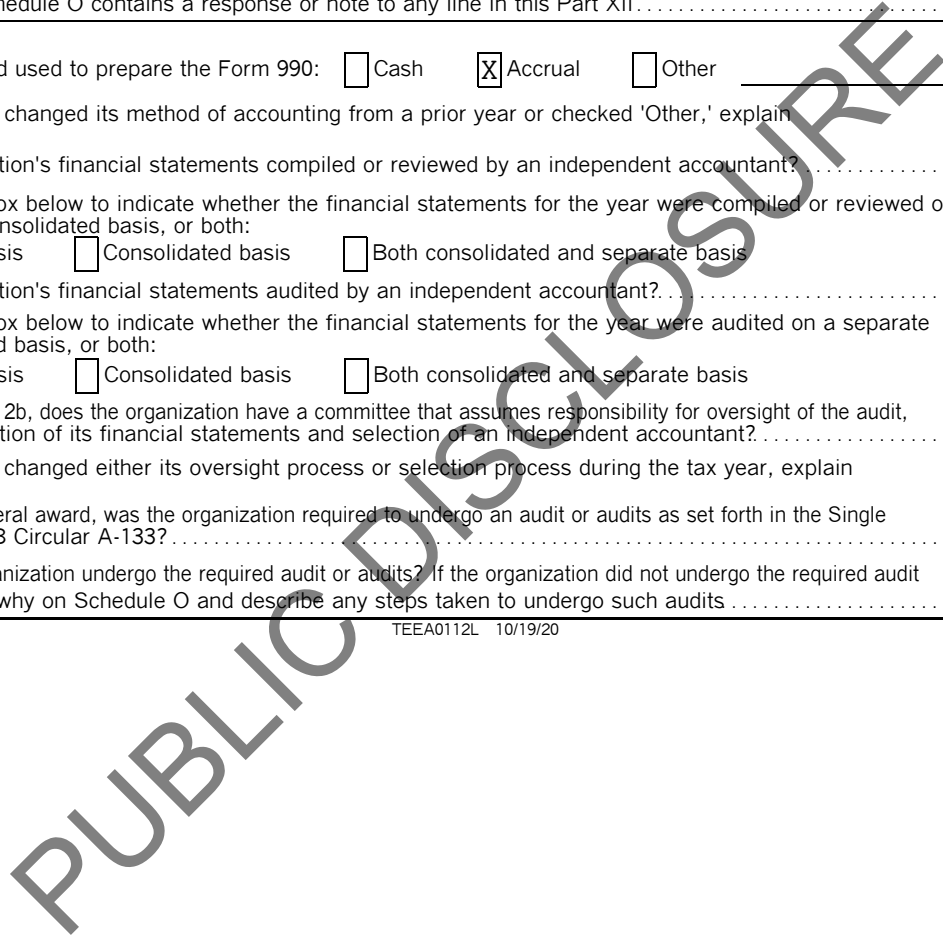 hedule O contains a response or note to any line in this Part XII
d used to prepare the Form 990: Cash X Accrual Other
changed its method of accounting from a prior year or checked 'Other,' explain
tion's financial statements compiled or reviewed by an independent accountant?
ox below to indicate whether the financial statements for the year were compiled or reviewed o
nsolidated basis, or both:
sis Consolidated basis Both consolidated and separate basis
tion's financial statements audited by an independent accountant?
ox below to indicate whether the financial statements for the year were audited on a separate
d basis, or both:
sis Consolidated basis Both consolidated and separate basis
2b, does the organization have a committee that assumes responsibility for oversight of the audit,
tion of its financial statements and selection of an independent accountant?
changed either its oversight process or selection process during the tax year, explain
eral award, was the organization required to undergo an audit or audits as set forth in the Single
3 Circular A-133?
anization undergo the required audit or audits? If the organization did not undergo the required audit
why on Schedule O and describe any steps taken to undergo such audits
TEEA0112L 10/19/20
PUBLIC DISCLOSURE